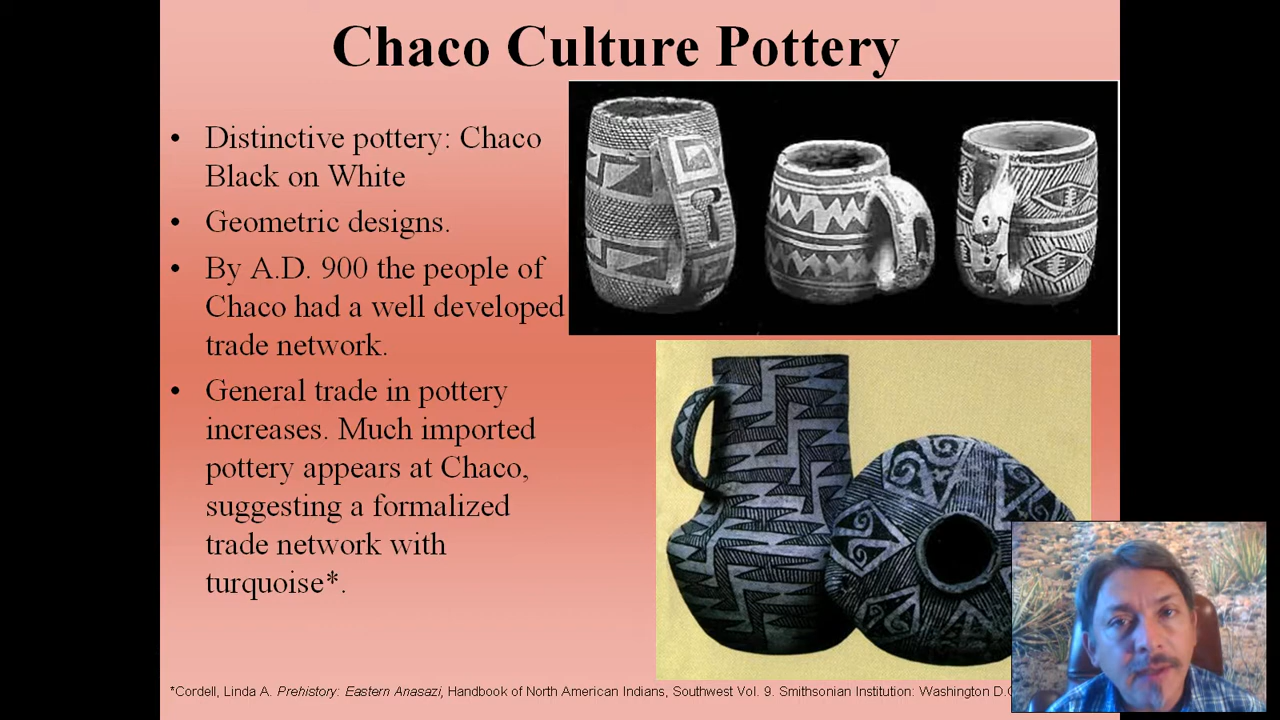 Chaco Culture Pottery
• Distinctive pottery: Chaco
Black on White
• Geometric designs.
• By A.D. 900 the people of
Chaco had a well developed
trade network.
• General trade in pottery
increases. Much imported
pottery appears at Chaco,
suggesting a formalized
trade network with
turquoise*.
*Cordell, Linda A. Prehistory: Eastern Anasazi, Handbook of North American Indians, Southwest Vol. 9. Smithsonian Institution: Washington D.C